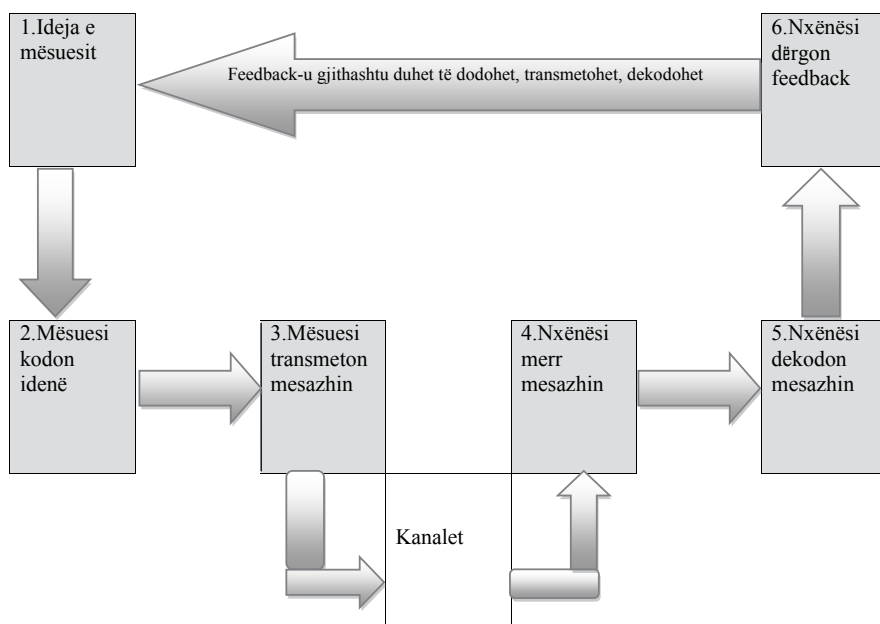 1.Ideja e
mësuesit
6.Nxënësi
dërgon
feedback
Feedback-u gjithashtu duhet të dodohet, transmetohet, dekodohet
2.Mësuesi
kodon
idenë
3.Mësuesi
transmeton
mesazhin
4.Nxënësi
merr
mesazhin
5.Nxënësi
dekodon
mesazhin
Kanalet